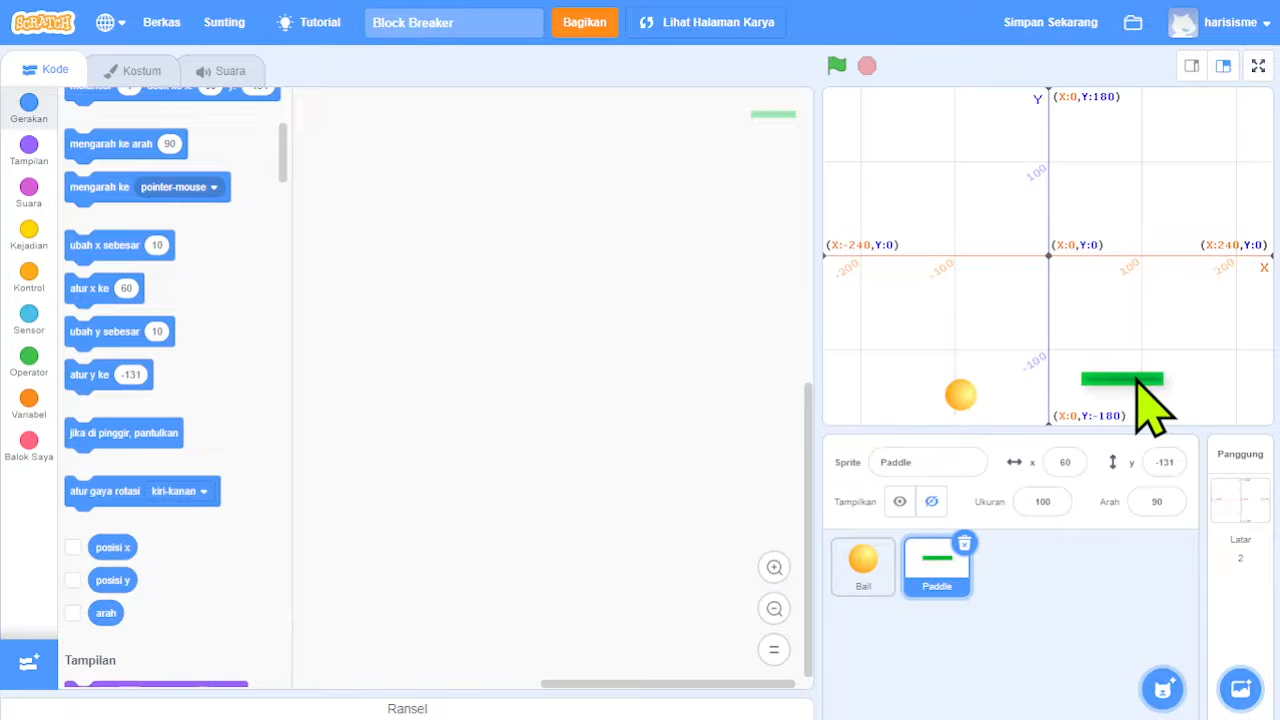 SCRATCH
Berkas
Sunting
Tutorial
Block Breaker
Bagikan
Lihat Halaman Karya
Simpan Sekarang
harisisme
Kode
Kostum
Suara
Gerakan
Tampilan
Suara
Kejadian
Kontrol
Sensor
Operator
Variabel
Balok Saya
mengarah ke arah 90
mengarah ke pointer-mouse
ubah x sebesar 10
atur x ke 60
ubah y sebesar 10
atur y ke -131
jika di pinggir, pantulkan
atur gaya rotasi kiri-kanan
posisi x
posisi y
arah
Tampilan
Ransel
Y (X:0,Y:180)
100
(X:-240,Y:0) (X:0,Y:0) (X:240,Y:0)
-200 -100 100 200 X
-100
(X:0,Y:-180)
Sprite Paddle x 60 y -131
Tampilkan Ukuran 100 Arah 90
Ball
Paddle
Panggung
Latar
2